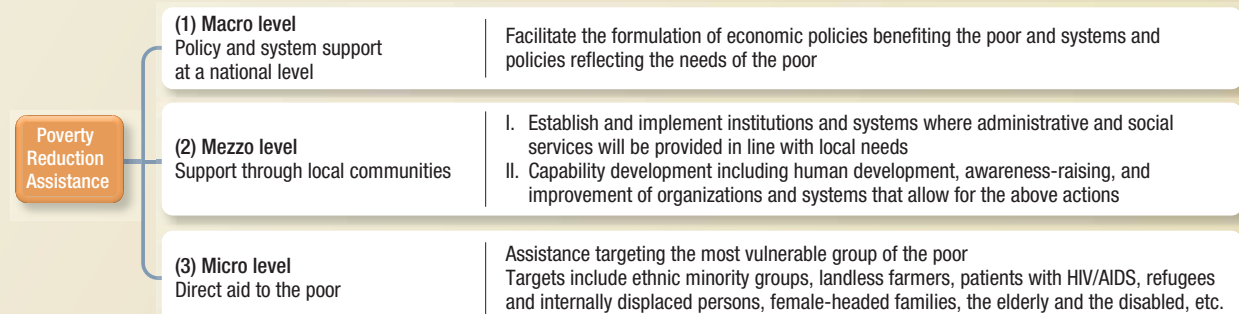 Poverty
Reduction
Assistance
(1) Macro level
Policy and system support
at a national level
Facilitate the formulation of economic policies benefiting the poor and systems and
policies reflecting the needs of the poor
(2) Mezzo level
Support through local communities
I. Establish and implement institutions and systems where administrative and social
services will be provided in line with local needs
II. Capability development including human development, awareness-raising, and
improvement of organizations and systems that allow for the above actions
(3) Micro level
Direct aid to the poor
Assistance targeting the most vulnerable group of the poor
Targets include ethnic minority groups, landless farmers, patients with HIV/AIDS, refugees
and internally displaced persons, female-headed families, the elderly and the disabled, etc.